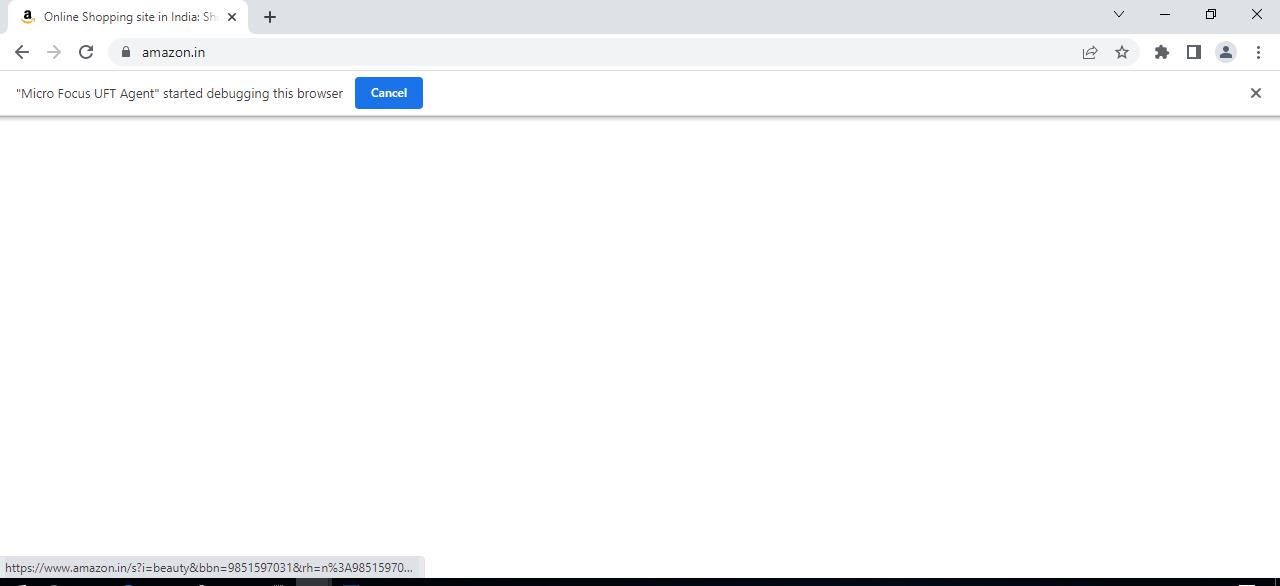 Online Shopping site in India: Sh
amazon.in
"Micro Focus UFT Agent" started debugging this browser
Cancel
https://www.amazon.in/s?i=beauty&bbn=9851597031&rh=n%3A98515970...